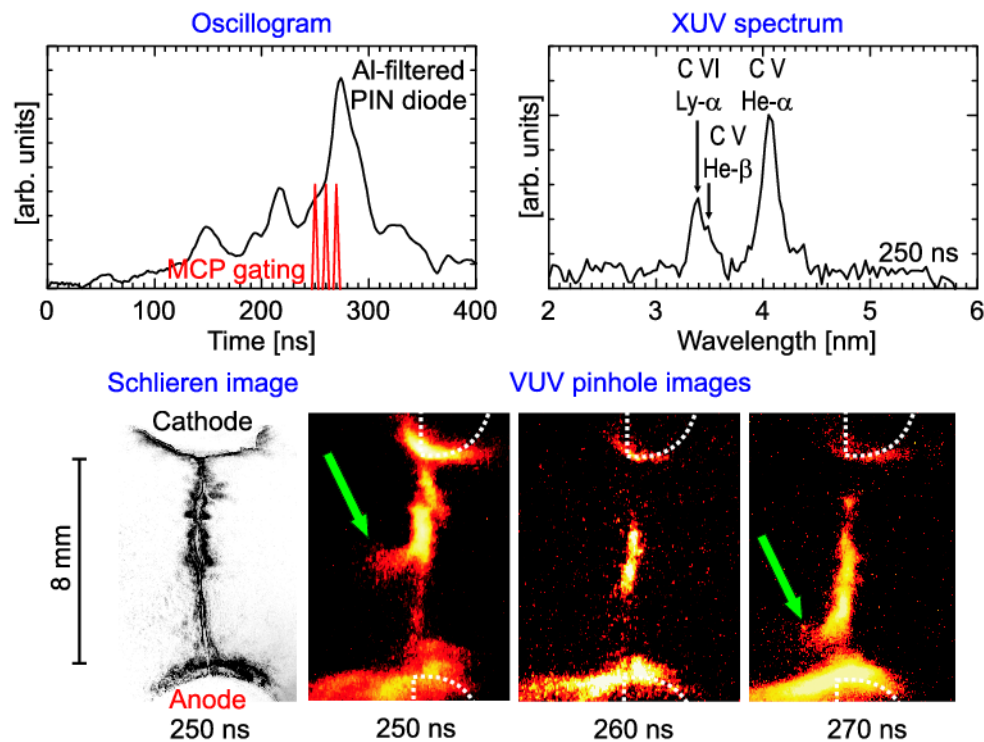 Oscillogram
XUV spectrum
[arb. units]
Al-filtered
PIN diode
MCP gating
0 100 200 300 400
Time [ns]
[arb. units]
C VI
Ly-α
C V
He-α
C V
He-β
250 ns
2 3 4 5 6
Wavelength [nm]
Schlieren image
VUV pinhole images
Cathode
8 mm
Anode
250 ns
250 ns
260 ns
270 ns